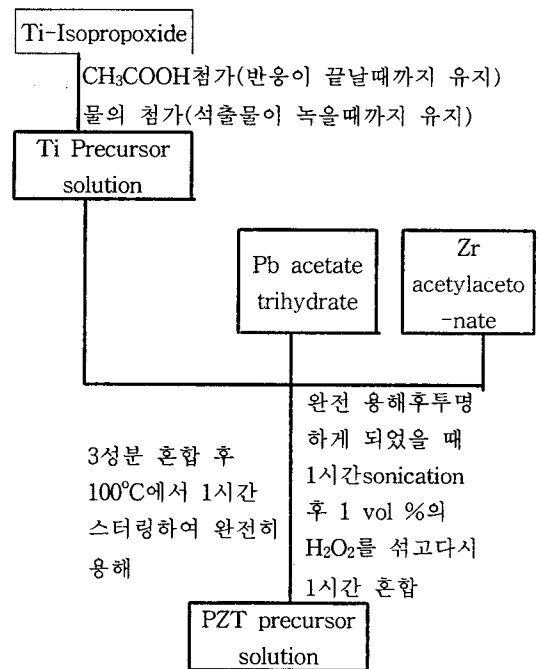 Ti-Isopropoxide
CH₃COOH첨가(반응이 끝날때까지 유지)
물의 첨가(석출물이 녹을때까지 유지)
Ti Precursor
solution
Pb acetate
trihydrate
Zr
acetylaceto
-nate
3성분 혼합 후
100°C에서 1시간
스터링하여 완전히
용해
완전 용해후투명
하게 되었을 때
1시간sonication
후 1 vol %의
H₂O₂를 섞고다시
1시간 혼합
PZT precursor
solution